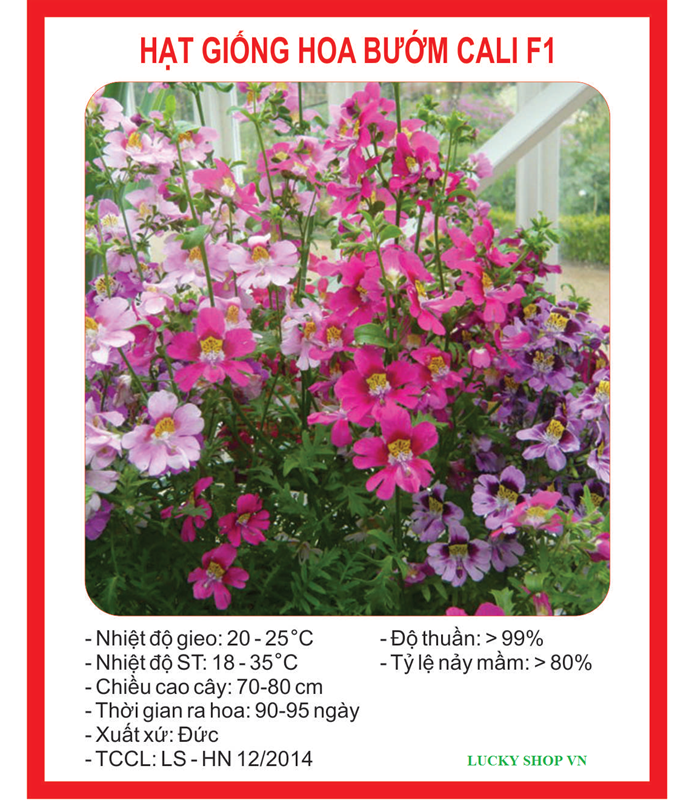 HẠT GIỐNG HOA BƯỚM CALI F1
- Nhiệt độ gieo: 20 - 25°C
- Nhiệt độ ST: 18 - 35°C
- Chiều cao cây: 70-80 cm
- Thời gian ra hoa: 90-95 ngày
- Xuất xứ: Đức
- TCCL: LS - HN 12/2014
- Độ thuần: > 99%
- Tỷ lệ nảy mầm: > 80%
LUCKY SHOP VN